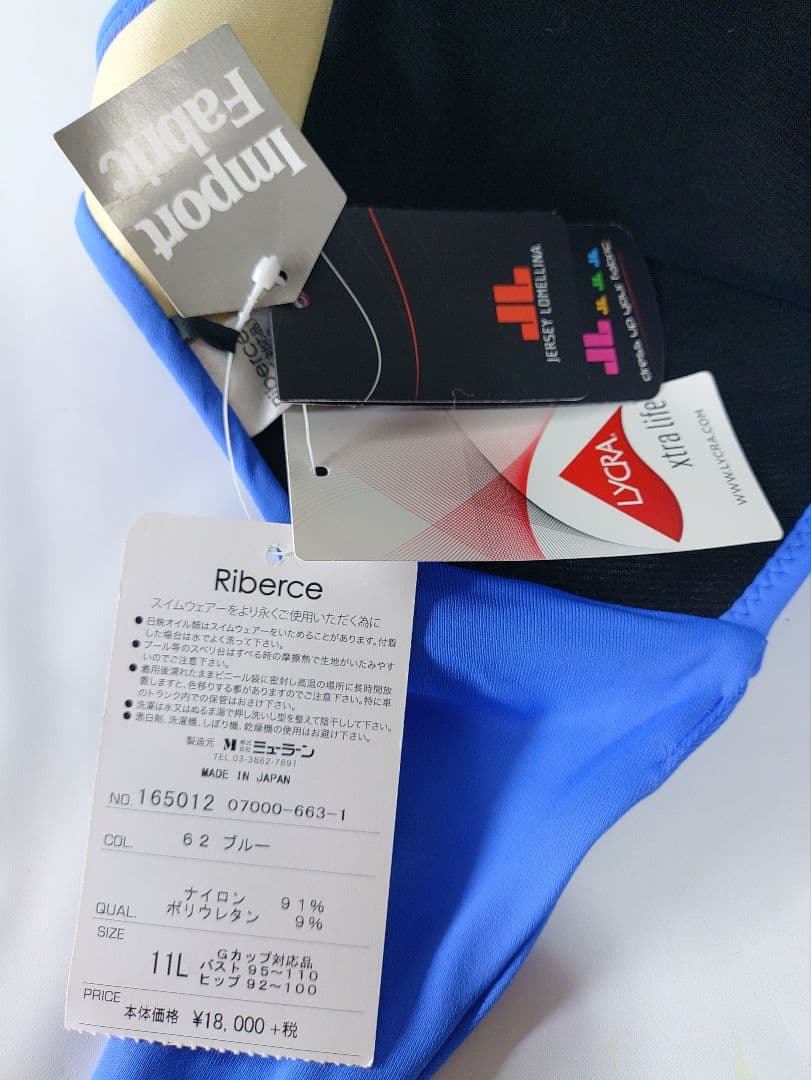 Import
Fabric
JERSEY LOMELLINA
dress up your fabric
Riberce
LYCRA.
xtra life
WWW.LYCRA.COM
Riberce
スイムウェアーをより永くご使用いただく為に
●日焼オイル類はスイムウェアーをいためることがあります。付着
した場合は水でよく洗って下さい。
●プール等のスベリ台はすべる時の摩擦熱で生地がいたみやす
いのでご注意下さい。
●着用後濡れたままビニール袋に密封し高温の場所に長時間放
置しますと、色移りする事がありますのでご注意下さい。特に車
のトランク内での保管はおさけ下さい。
●洗濯は水又はぬるま湯で押し洗いし型を整えて陰干しして下さい。
●漂白剤、洗濯機、しぼり機、乾燥機の使用はお避け下さい。
製造元 M 株式会社 ミューラーン
TEL.03-3862-7891
MADE IN JAPAN
NO. 165012 07000-663-1
COL. 62 ブルー
ナイロン 91%
QUAL. ポリウレタン 9%
SIZE
11L Gカップ対応品
バスト 95~110
ヒップ 92~100
PRICE
本体価格 ¥18,000+税